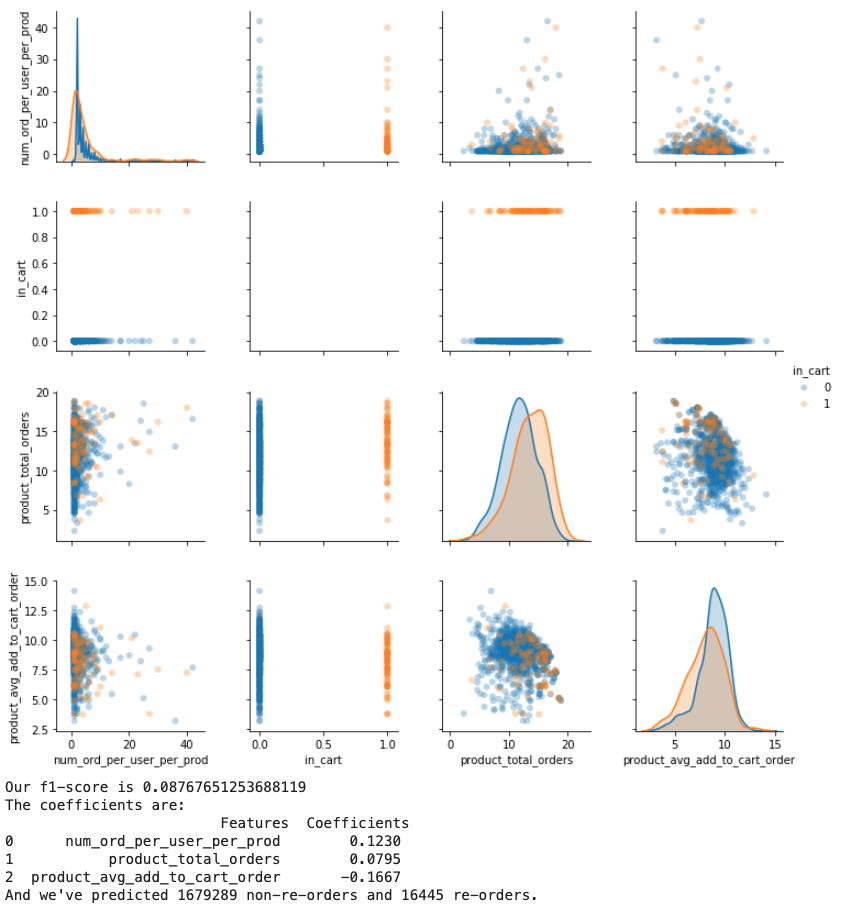 num_ord_per_user_per_prod
40
30
20
10
0
in_cart
1.0
0.8
0.6
0.4
0.2
0.0
in_cart
0
1
product_total_orders
20
15
10
5
product_avg_add_to_cart_order
15.0
12.5
10.0
7.5
5.0
2.5
0 20 40 0.0 0.5 1.0 0 10 20 5 10 15
num_ord_per_user_per_prod in_cart product_total_orders product_avg_add_to_cart_order
Our f1-score is 0.08767651253688119
The coefficients are:
Features Coefficients
0 num_ord_per_user_per_prod 0.1230
1 product_total_orders 0.0795
2 product_avg_add_to_cart_order -0.1667
And we've predicted 1679289 non-re-orders and 16445 re-orders.